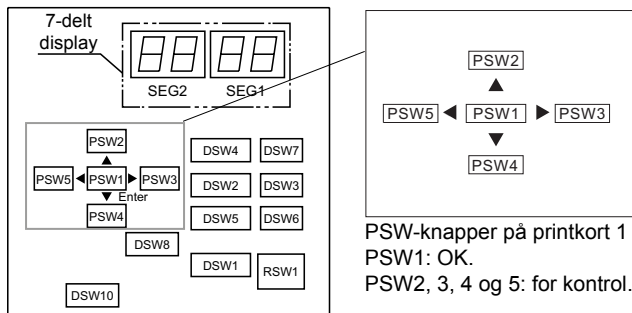 7-delt
display
SEG2 SEG1
PSW2
PSW5 PSW1 PSW3
Enter
PSW4
DSW4 DSW7
DSW2 DSW3
DSW5 DSW6
DSW8
DSW1 RSW1
DSW10
PSW2
PSW5 PSW1 PSW3
PSW4
PSW-knapper på printkort 1
PSW1: OK.
PSW2, 3, 4 og 5: for kontrol.